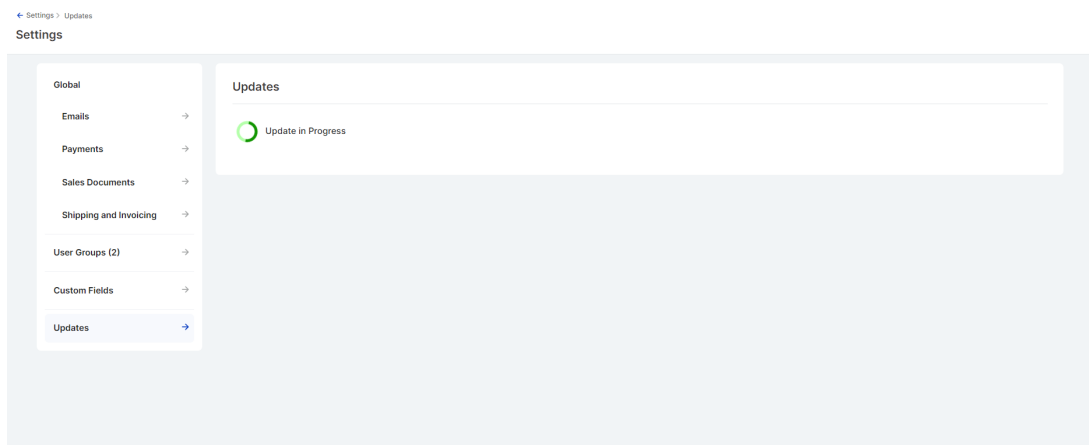 Settings > Updates
Settings
Global
Emails
Payments
Sales Documents
Shipping and Invoicing
User Groups (2)
Custom Fields
Updates
Updates
Update in Progress